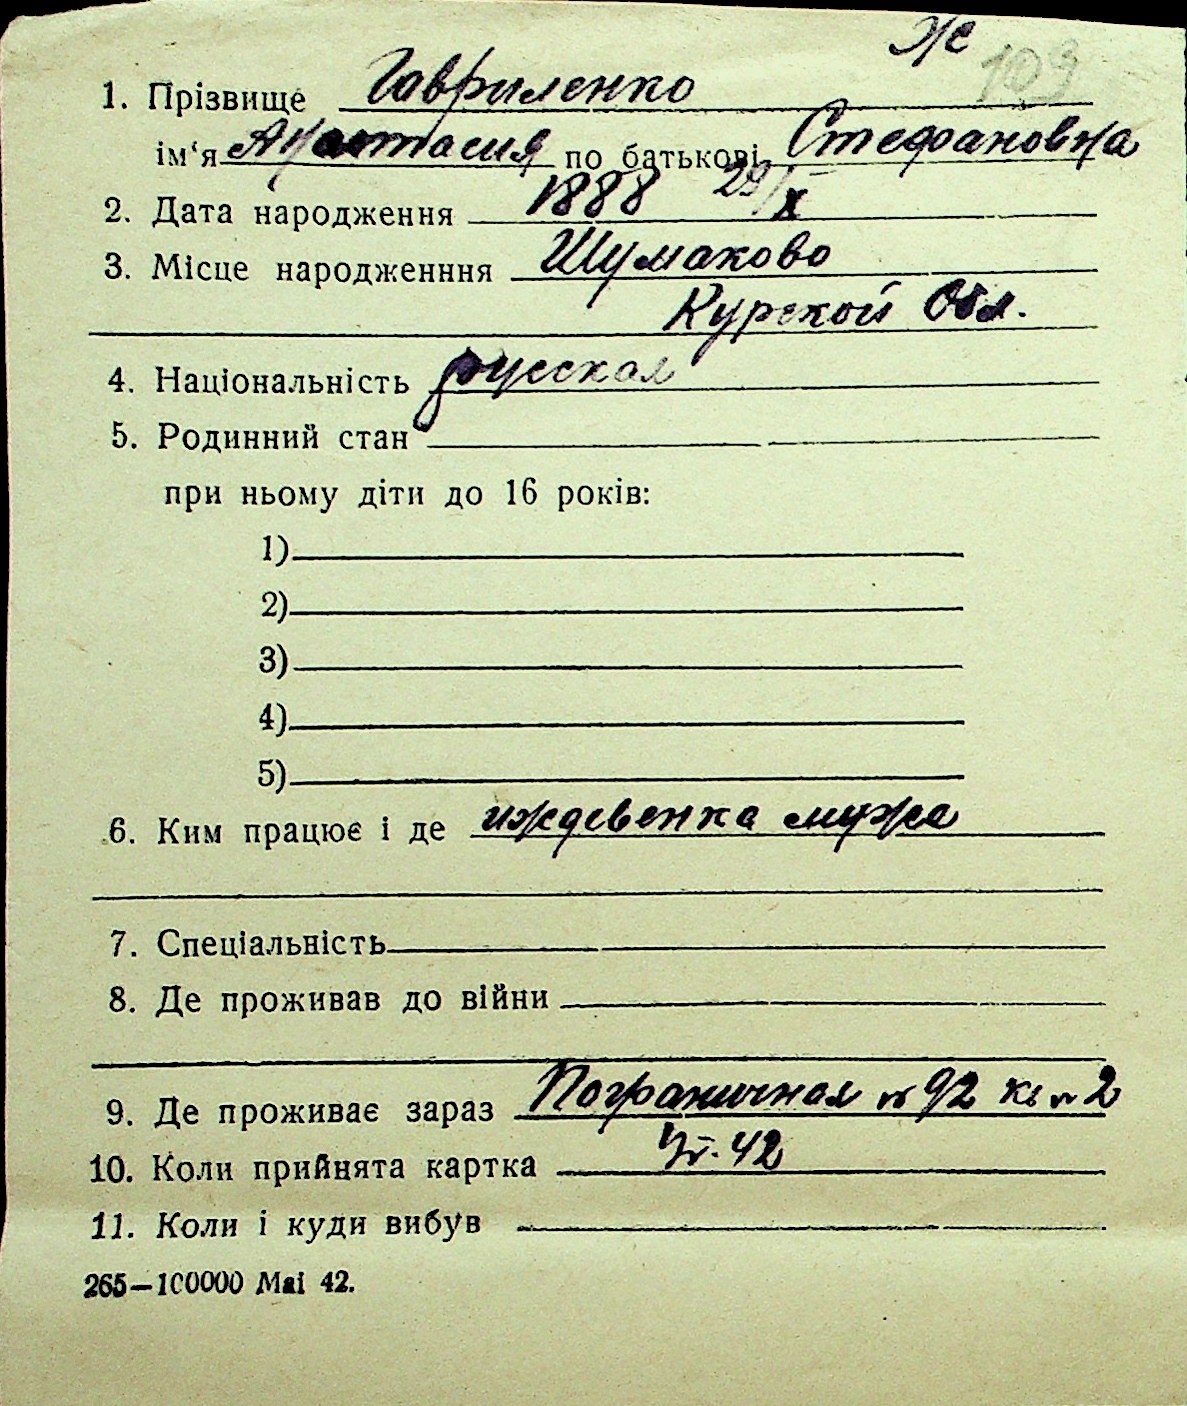 Ж 109
1. Прізвище Гавриленко
ім‘я Анастасия по батькові Стефановна
2. Дата народження 1888 29/X
3. Місце народженння Шумаково
Курской Обл.
4. Національність русская
5. Родинний стан
при ньому діти до 16 років:
1)
2)
3)
4)
5)
6. Ким працює і де иждевенка мужа
7. Спеціальність
8. Де проживав до війни
9. Де проживає зараз Пограничная № 92 кв № 2
10. Коли прийнята картка 42
11. Коли і куди вибув
265—100000 Mai 42.